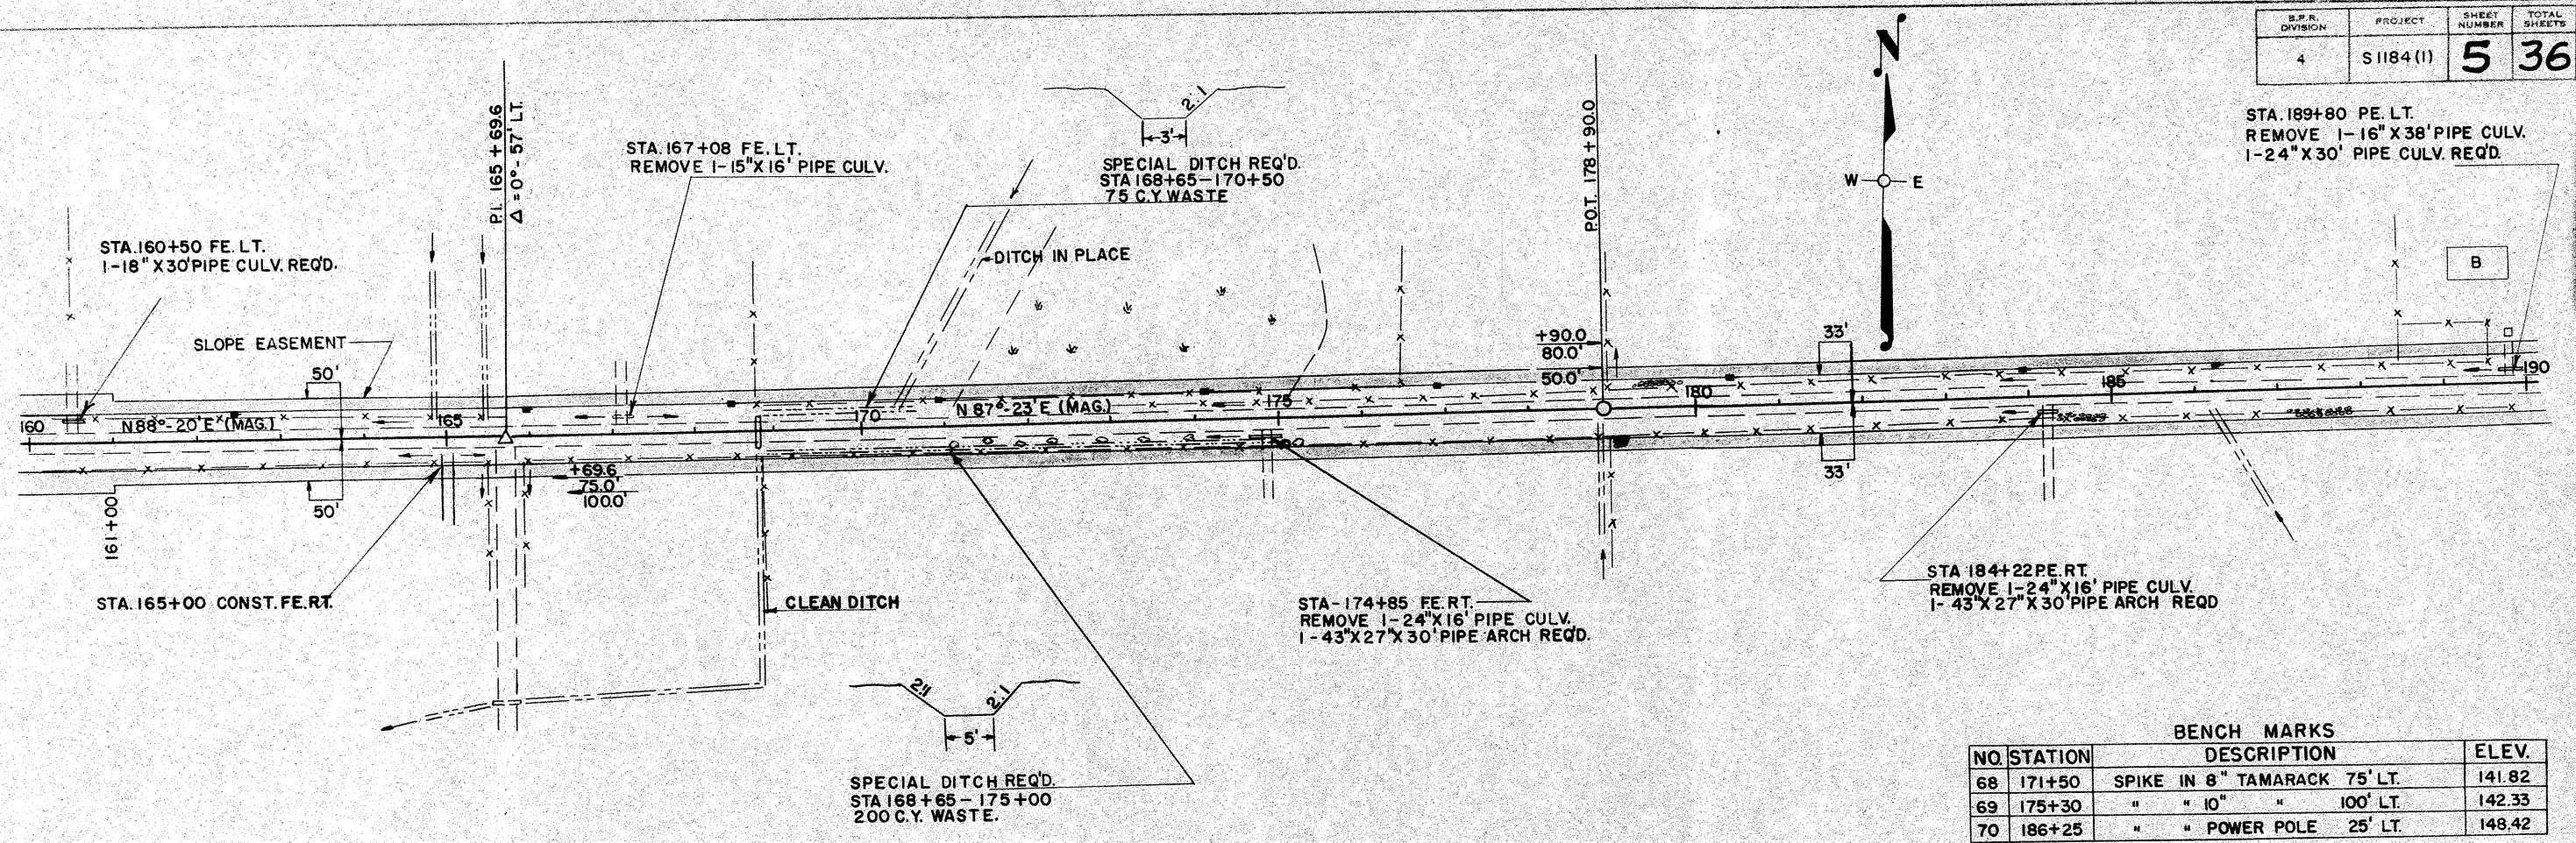 B.P.R. DIVISION
PROJECT
SHEET NUMBER
TOTAL SHEETS
4
S 1184 (1)
5
36
STA. 189+80 P.E. LT.
REMOVE 1-16" X 38' PIPE CULV.
1-24" X 30' PIPE CULV. REQ'D.
N
W
E
P.I. 165 + 69.6
Δ = 0° - 57' LT.
2:1
3'
SPECIAL DITCH REQ'D.
STA 168+65-170+50
75 C.Y. WASTE
STA. 167+08 F.E. LT.
REMOVE 1-15" X 16' PIPE CULV.
P.O.T. 178 + 90.0
STA. 160+50 F.E. LT.
1-18" X 30' PIPE CULV. REQ'D.
DITCH IN PLACE
B
SLOPE EASEMENT
50'
+90.0
80.0'
50.0'
33'
160
N 88°-20' E (MAG.)
165
170
N 87°-23' E (MAG.)
175
180
185
190
+69.6
75.0'
100.0'
50'
33'
161+00
STA. 165+00 CONST. F.E. RT.
CLEAN DITCH
STA-174+85 F.E. RT.
REMOVE 1-24" X 16' PIPE CULV.
1-43" X 27" X 30' PIPE ARCH REQ'D.
STA 184+22 P.E. RT.
REMOVE 1-24" X 16' PIPE CULV.
1-43" X 27" X 30' PIPE ARCH REQD
2:1
2:1
5'
SPECIAL DITCH REQ'D.
STA 168+65-175+00
200 C.Y. WASTE.
BENCH MARKS
NO. STATION DESCRIPTION ELEV.
68 171+50 SPIKE IN 8" TAMARACK 75' LT. 141.82
69 175+30 " " 10" " 100' LT. 142.33
70 186+25 " " POWER POLE 25' LT. 148.42